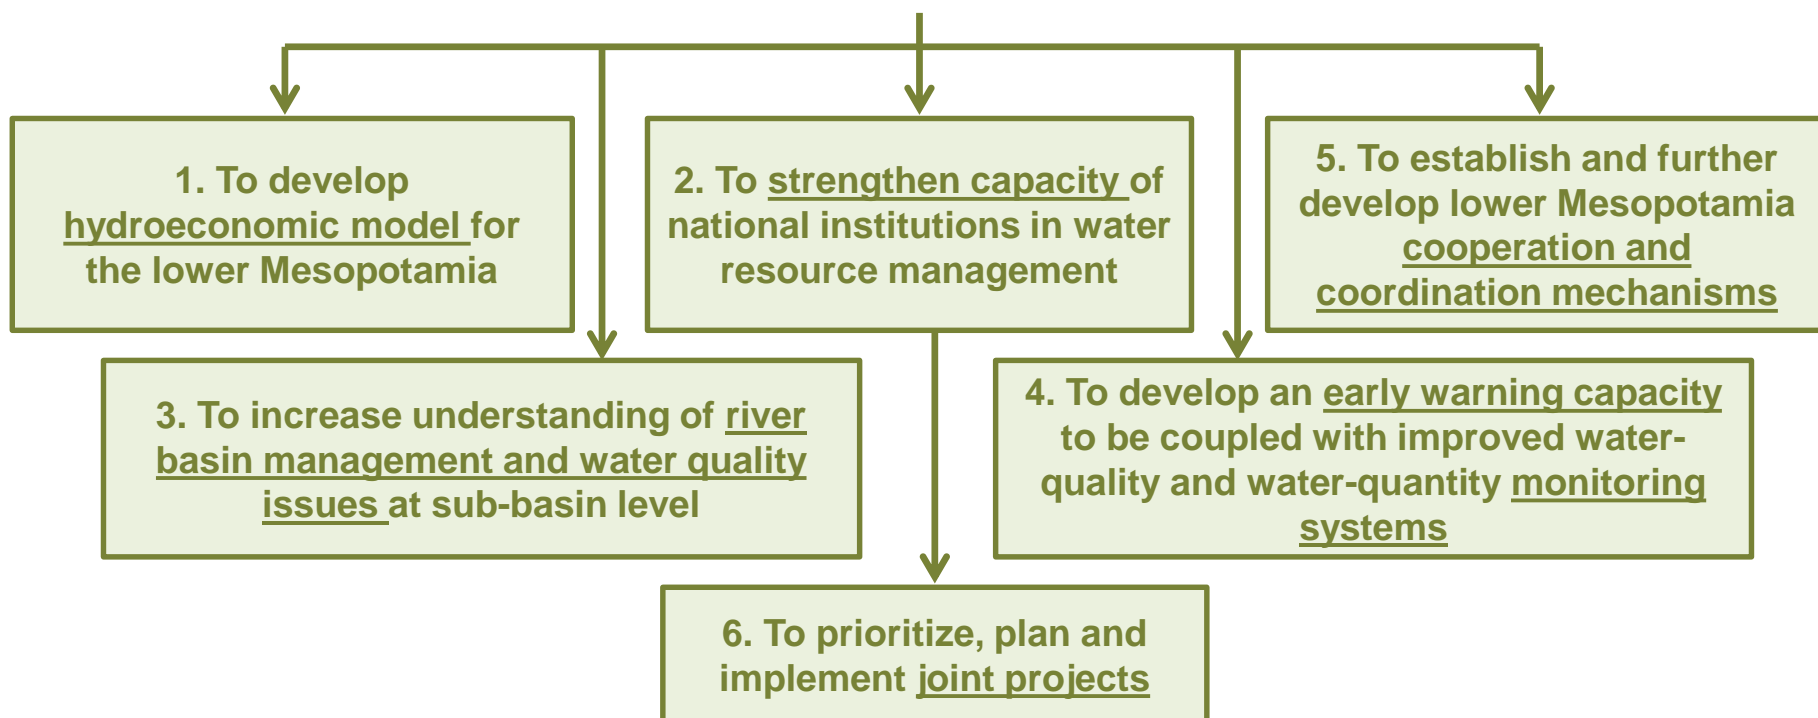 1. To develop
hydroeconomic model for
the lower Mesopotamia
2. To strengthen capacity of
national institutions in water
resource management
5. To establish and further
develop lower Mesopotamia
cooperation and
coordination mechanisms
3. To increase understanding of river
basin management and water quality
issues at sub-basin level
4. To develop an early warning capacity
to be coupled with improved water-
quality and water-quantity monitoring
systems
6. To prioritize, plan and
implement joint projects